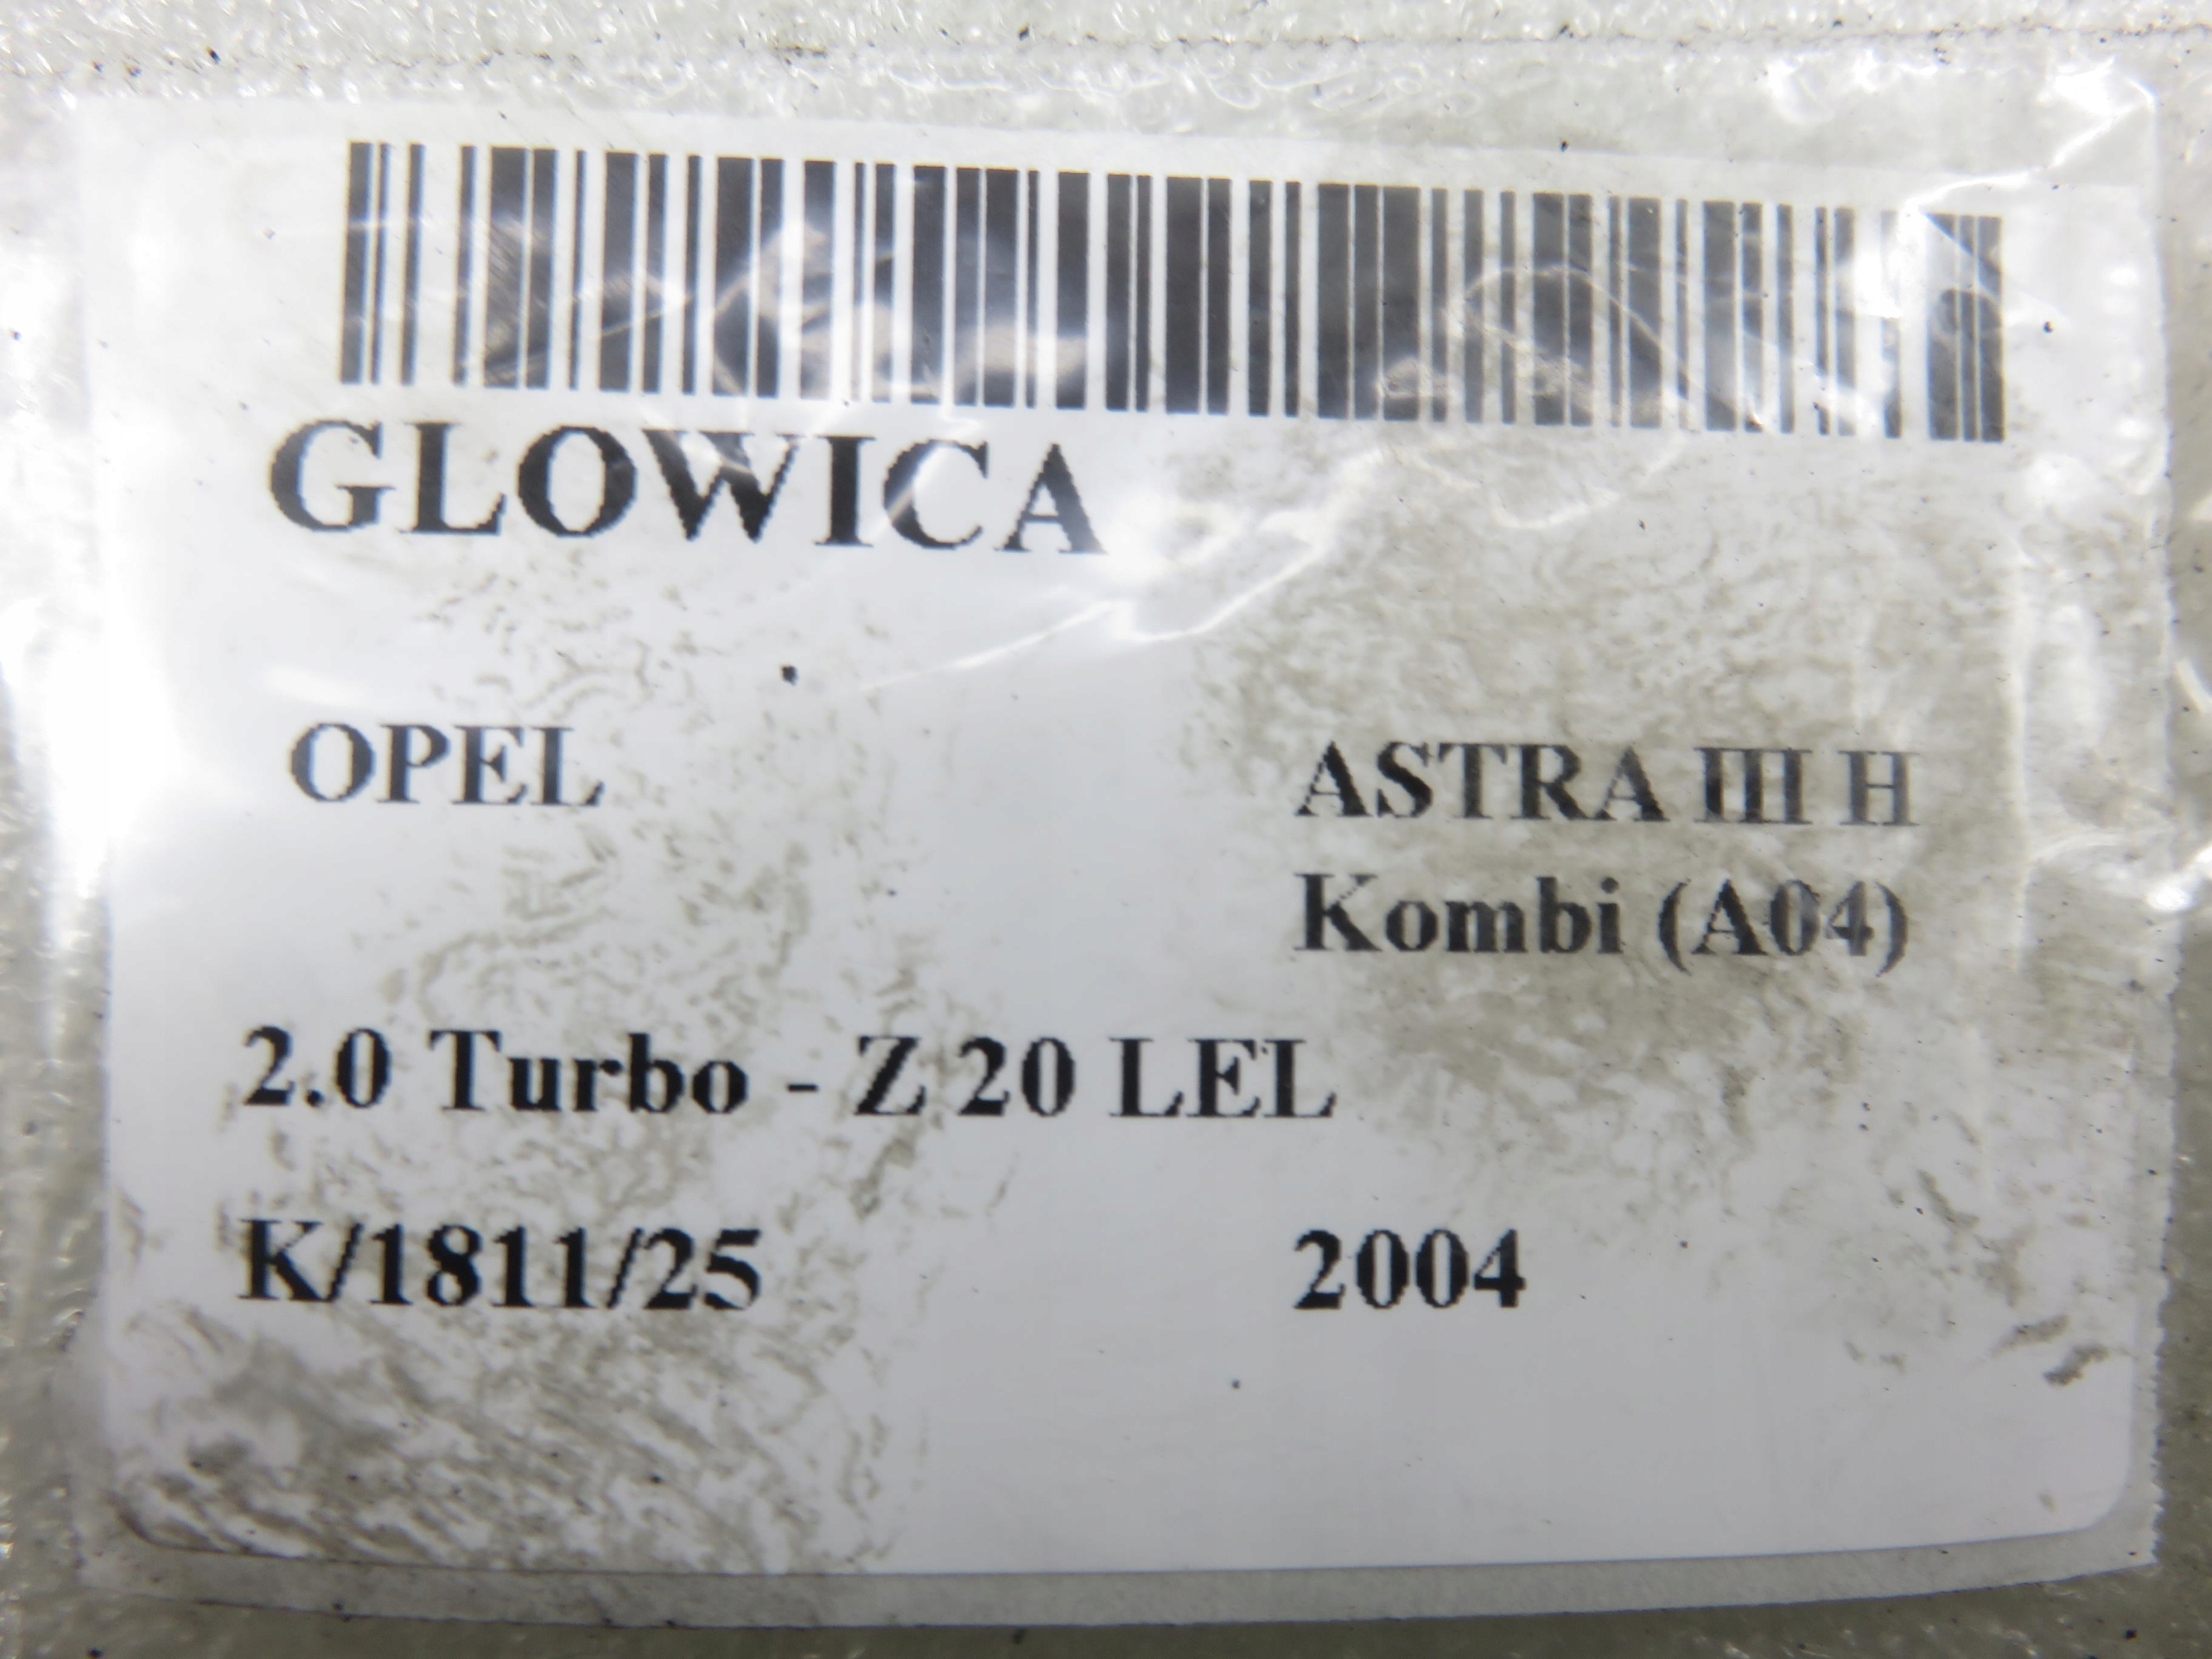 GLOWICA
OPEL ASTRA III H
Kombi (A04)
2.0 Turbo - Z 20 LEL
K/1811/25 2004